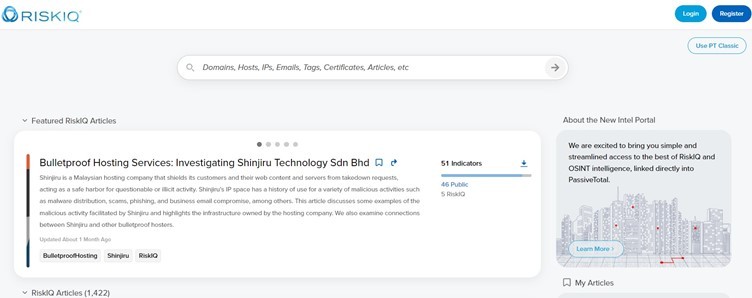 RISKIQ
Login
Register
Use PT Classic
Domains, Hosts, IPs, Emails, Tags, Certificates, Articles, etc
Featured RiskIQ Articles
Bulletproof Hosting Services: Investigating Shinjiru Technology Sdn Bhd
Shinjiru is a Malaysian hosting company that shields its customers and their web content and servers from takedown requests,
acting as a safe harbor for questionable or illicit activity. Shinjiru's IP space has a history of use for a variety of malicious activities such
as malware distribution, scams, phishing, and business email compromise, among others. This article discusses some examples of the
malicious activity facilitated by Shinjiru and highlights the infrastructure owned by the hosting company. We also examine connections
between Shinjiru and other bulletproof hosters.
Updated About 1 Month Ago
BulletproofHosting
Shinjiru
RiskIQ
51 Indicators
46 Public
5 RiskIQ
RiskIQ Articles (1,422)
About the New Intel Portal
We are excited to bring you simple and
streamlined access to the best of RiskIQ and
OSINT intelligence, linked directly into
PassiveTotal.
Learn More
My Articles